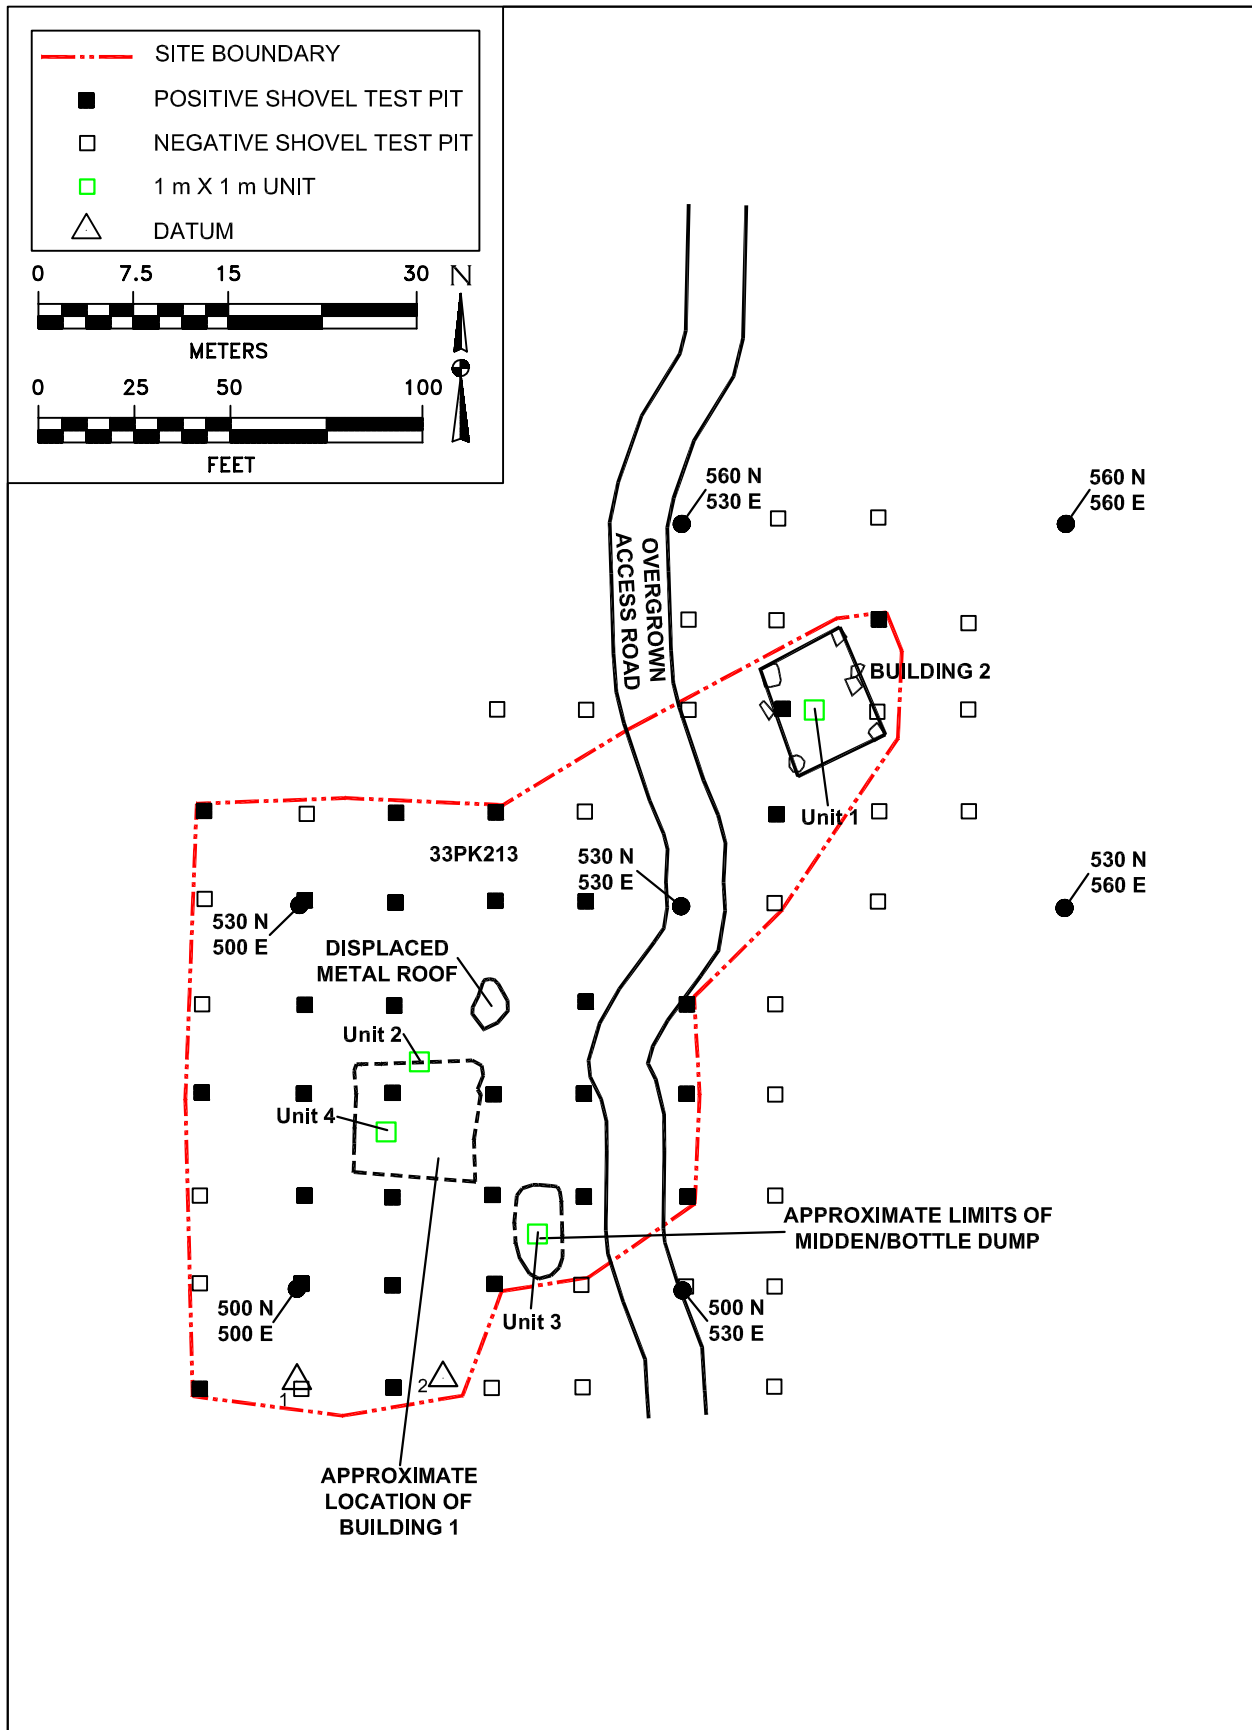 SITE BOUNDARY
POSITIVE SHOVEL TEST PIT
NEGATIVE SHOVEL TEST PIT
1 m X 1 m UNIT
DATUM
0 7.5 15 30
N
METERS
0 25 50 100
FEET
560 N
530 E
560 N
560 E
OVERGROWN
ACCESS ROAD
BUILDING 2
Unit 1
33PK213
530 N
530 E
530 N
560 E
530 N
500 E
DISPLACED
METAL ROOF
Unit 2
Unit 4
APPROXIMATE LIMITS OF
MIDDEN/BOTTLE DUMP
500 N
500 E
Unit 3
500 N
530 E
1
2
APPROXIMATE
LOCATION OF
BUILDING 1